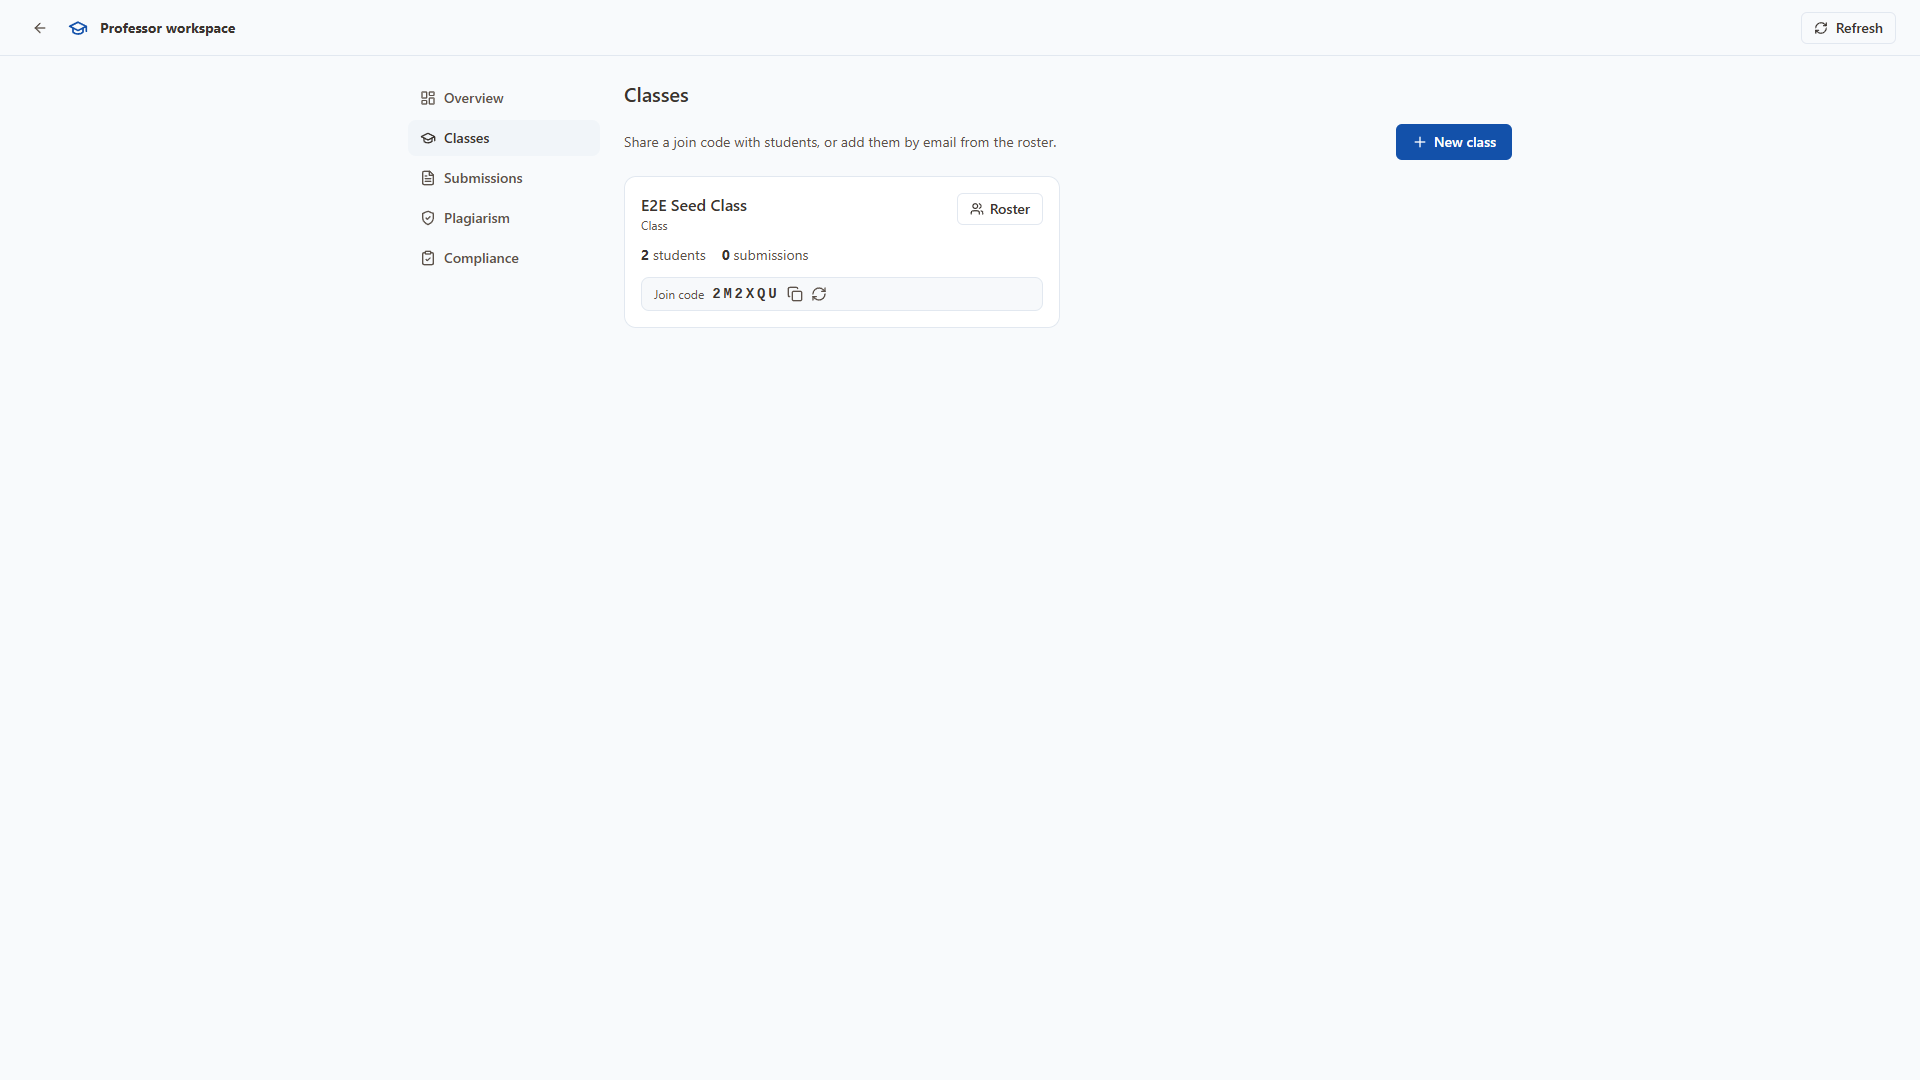 Professor workspace
Refresh
Overview
Classes
Submissions
Plagiarism
Compliance
Classes
Share a join code with students, or add them by email from the roster.
New class
E2E Seed Class
Roster
Class
2 students 0 submissions
Join code 2M2XQU